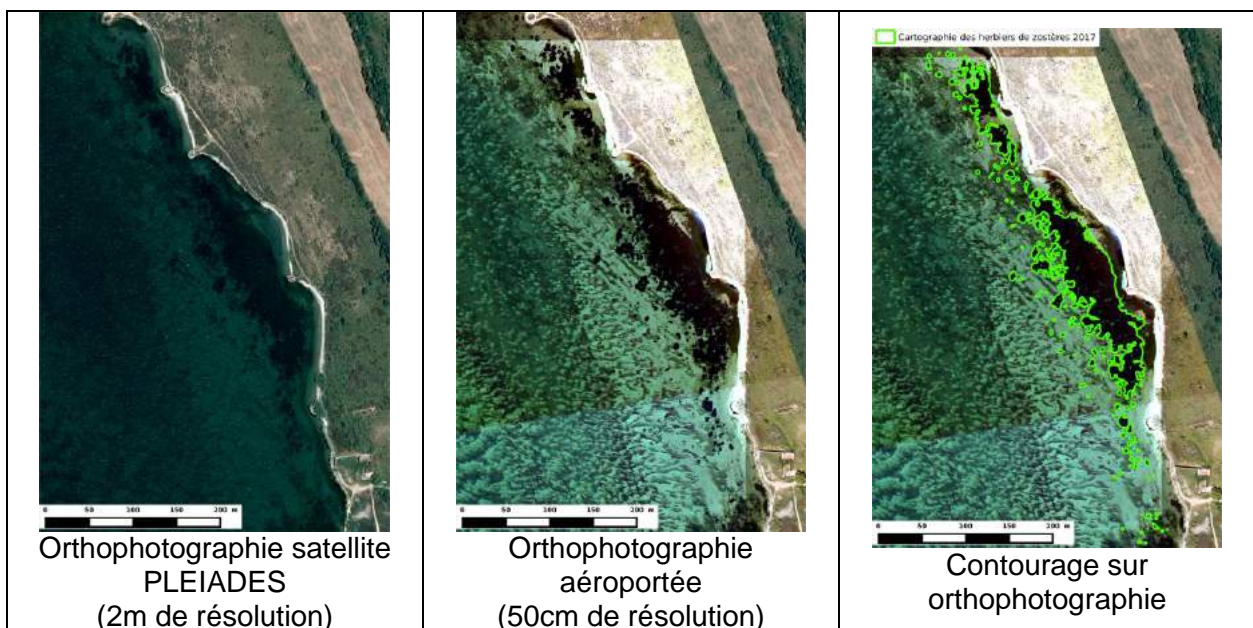 Cartographie des herbiers de zostères 2017
0 50 100 150 200 m
0 50 100 150 200 m
0 50 100 150 200 m
Orthophotographie satellite
PLEIADES
(2m de résolution)
Orthophotographie
aéroportée
(50cm de résolution)
Contourage sur
orthophotographie